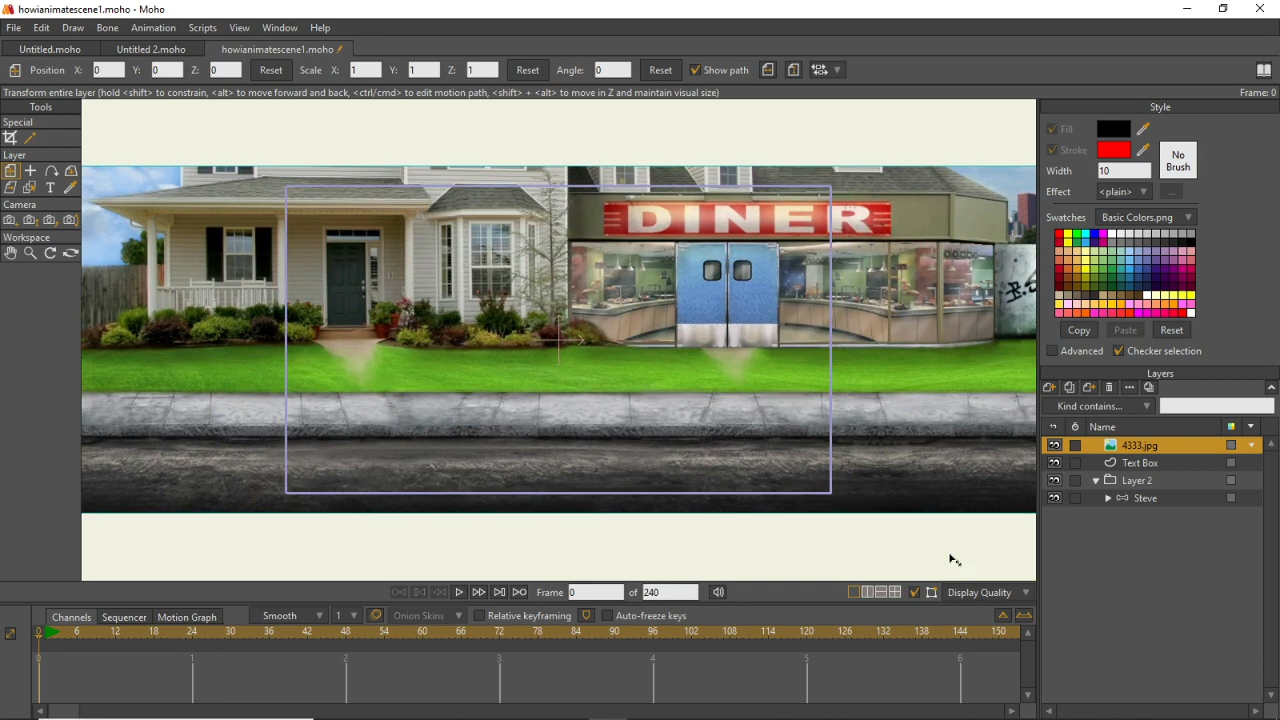 howianimatescene1.moho - Moho
File Edit Draw Bone Animation Scripts View Window Help
Untitled.moho Untitled 2.moho howianimatescene1.moho
Position X: 0 Y: 0 Z: 0 Reset Scale X: 1 Y: 1 Z: 1 Reset Angle: 0 Reset Show path
Transform entire layer (hold <shift> to constrain, <alt> to move forward and back, <ctrl/cmd> to edit motion path, <shift> + <alt> to move in Z and maintain visual size) Frame: 0
Tools
Special
Layer
T
Camera
Workspace
DINER
Style
Fill
Stroke
No
Brush
Width 10
Effect <plain> ...
Swatches Basic Colors.png
Copy Paste Reset
Advanced Checker selection
Layers
Kind contains...
Name
4333.jpg
Text Box
Layer 2
Steve
Frame 0 of 240 Display Quality
Channels Sequencer Motion Graph Smooth 1 Onion Skins Relative keyframing Auto-freeze keys
0 6 12 18 24 30 36 42 48 54 60 66 72 78 84 90 96 102 108 114 120 126 132 138 144 150
0 1 2 3 4 5 6